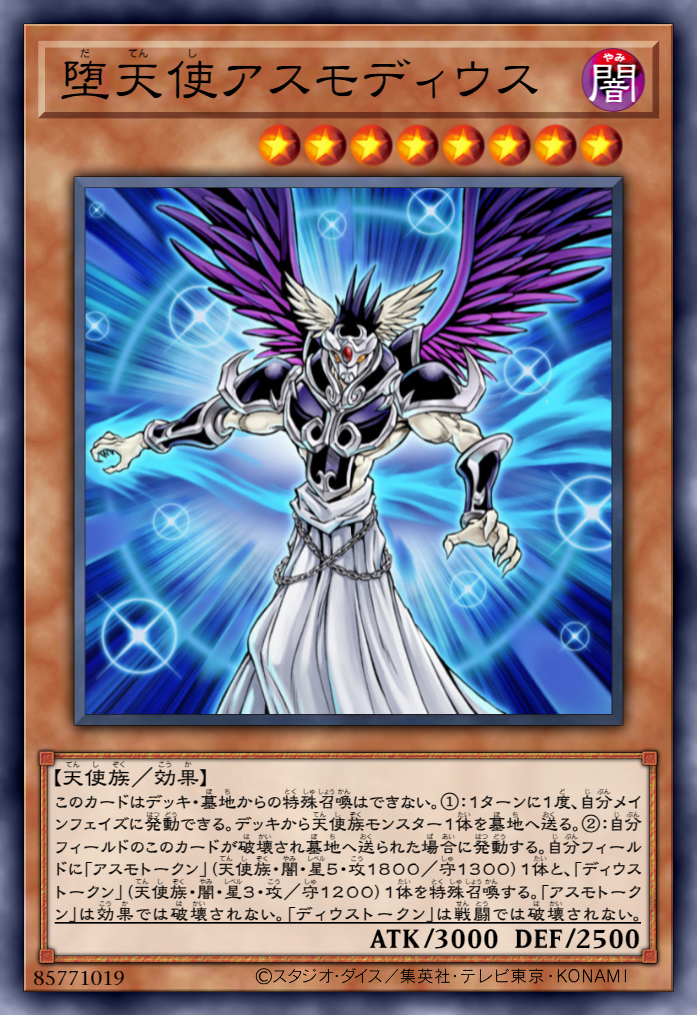 堕天使アスモディウス
闇
【天使族／効果】
このカードはデッキ・墓地からの特殊召喚はできない。①：1ターンに1度、自分メイ
ンフェイズに発動できる。デッキから天使族モンスター1体を墓地へ送る。②：自分
フィールドのこのカードが破壊され墓地へ送られた場合に発動する。自分フィール
ドに「アスモトークン」（天使族・闇・星5・攻1800／守1300）1体と、「ディウス
トークン」（天使族・闇・星3・攻／守1200）1体を特殊召喚する。「アスモトーク
ン」は効果では破壊されない。「ディウストークン」は戦闘では破壊されない。
ATK/3000 DEF/2500
85771019 ©スタジオ・ダイス／集英社・テレビ東京・KONAMI